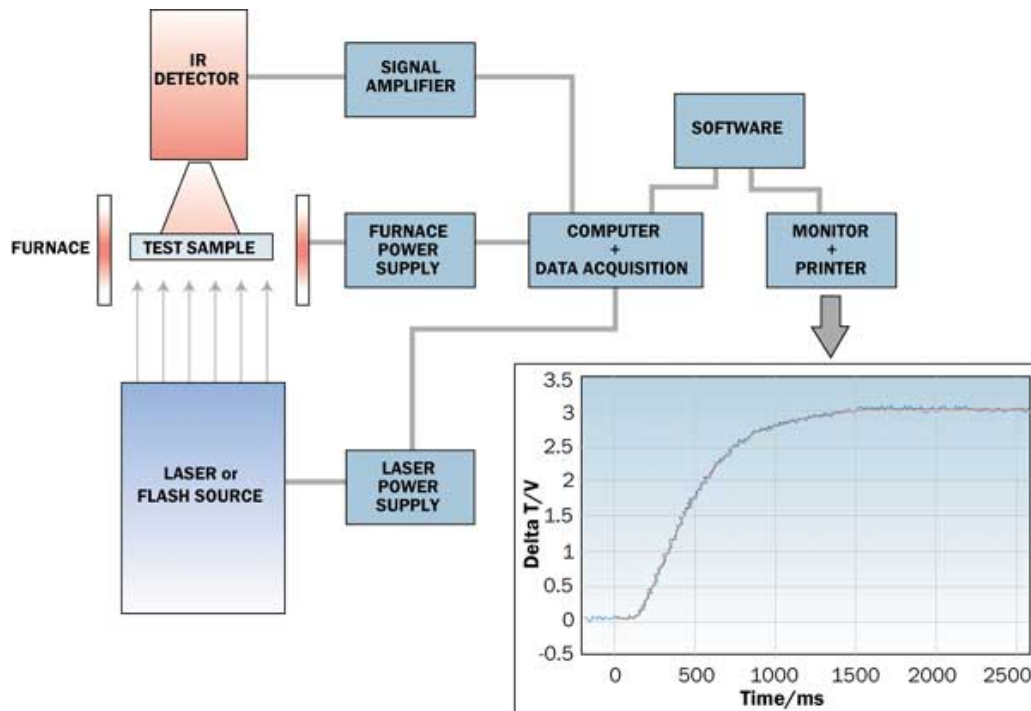 IR
DETECTOR
SIGNAL
AMPLIFIER
SOFTWARE
FURNACE
TEST SAMPLE
FURNACE
POWER
SUPPLY
COMPUTER
+
DATA ACQUISITION
MONITOR
+
PRINTER
LASER or
FLASH SOURCE
LASER
POWER
SUPPLY
Delta T/V
3.5
3
2.5
2
1.5
1
0.5
0
-0.5
0 500 1000 1500 2000 2500
Time/ms